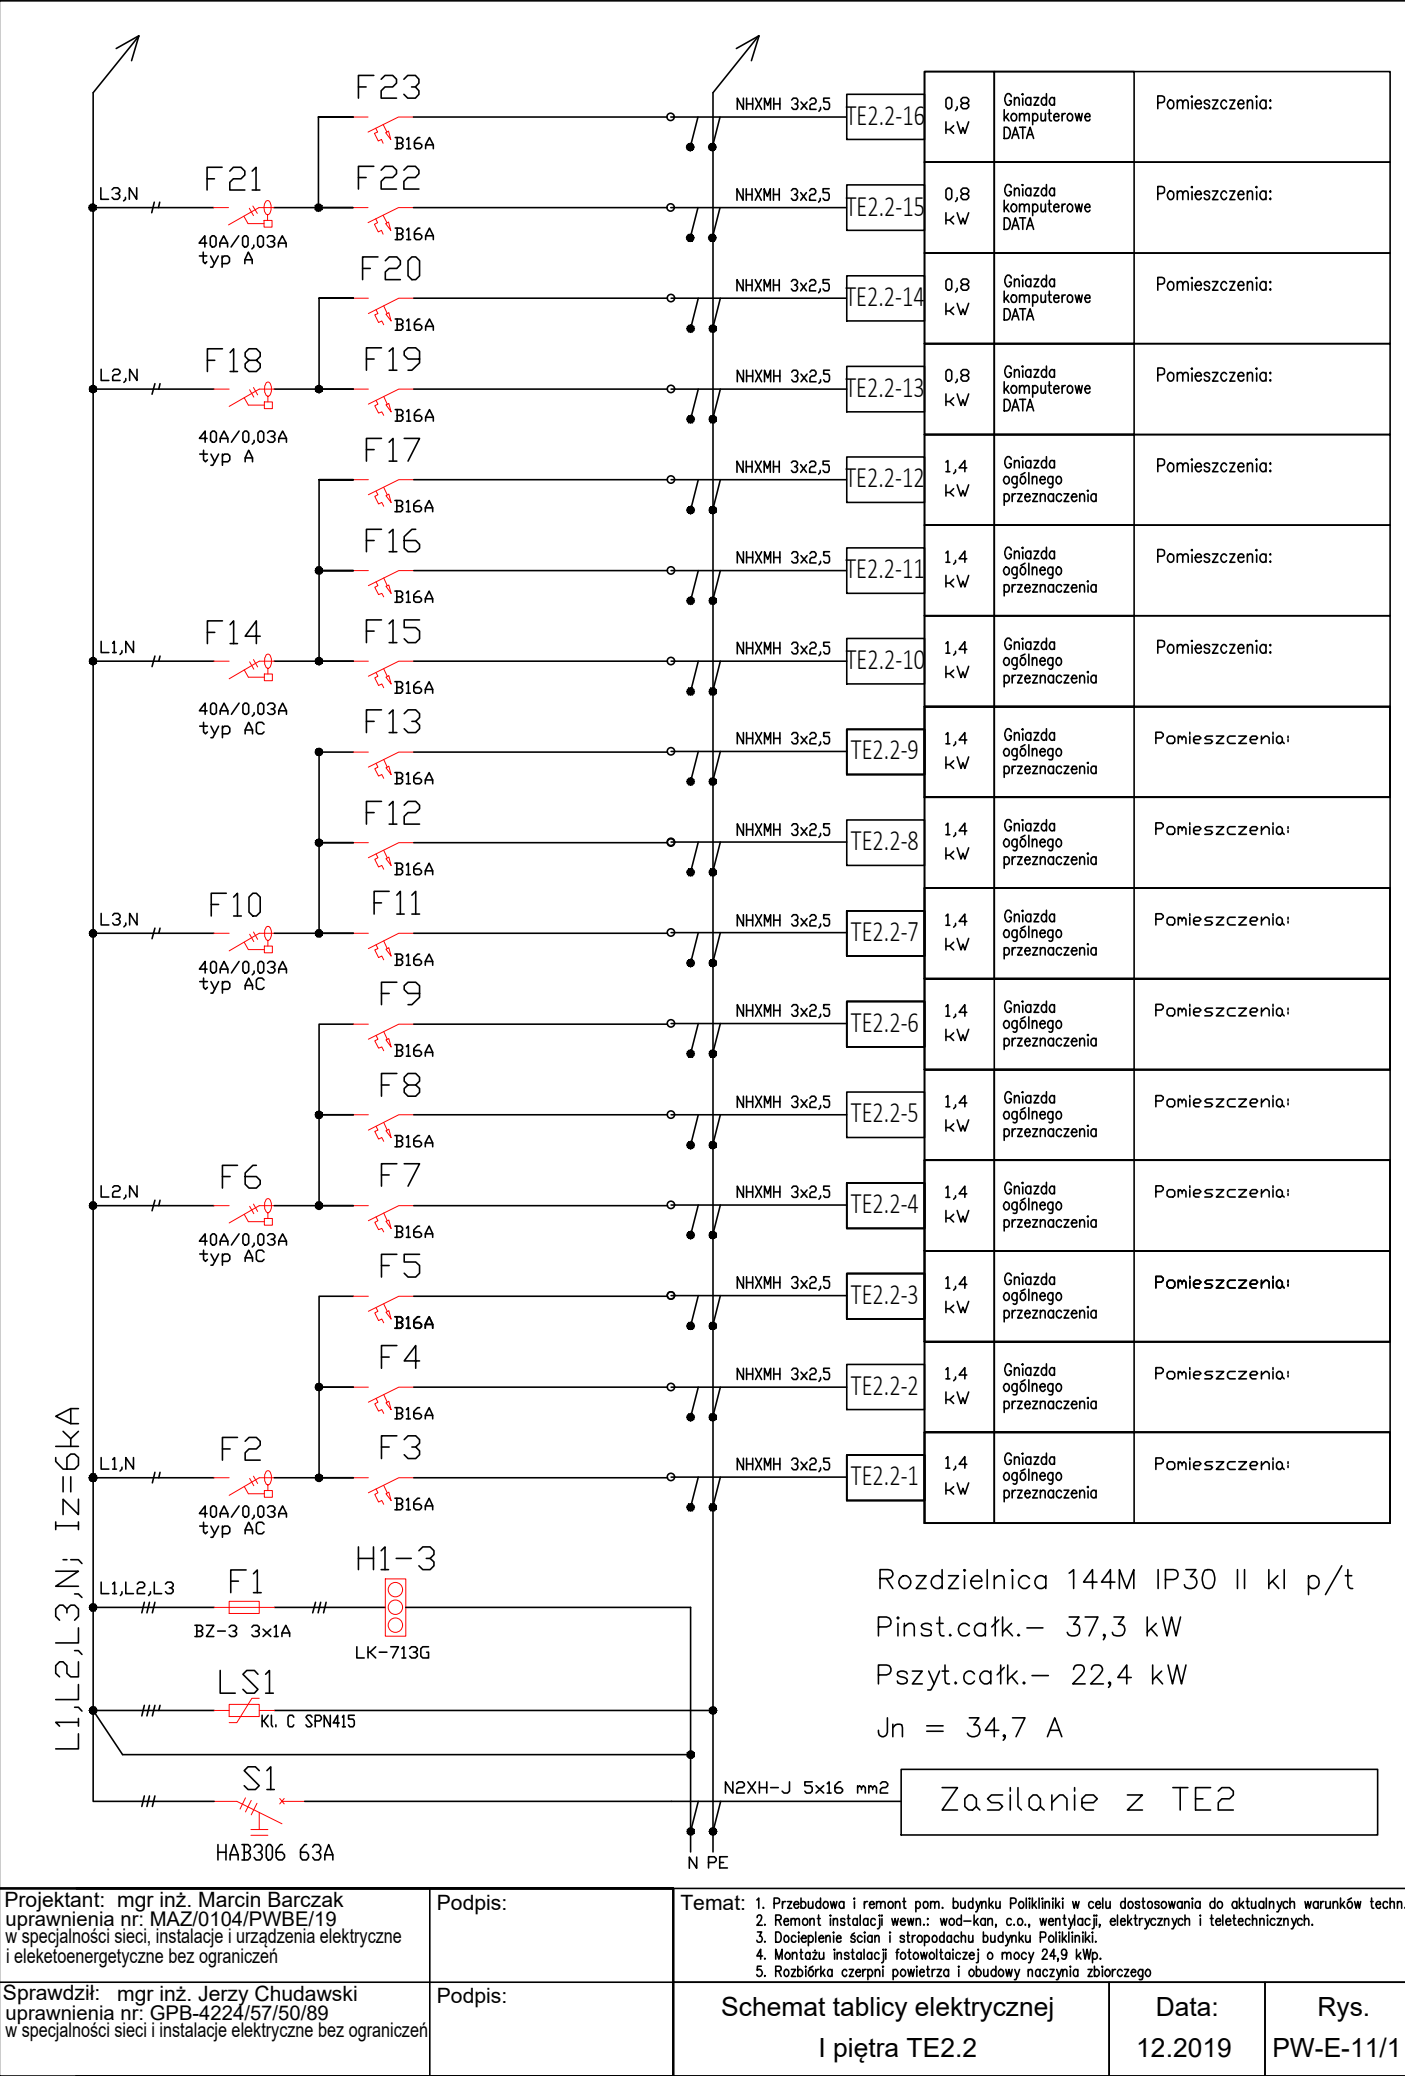 F23
B16A
NHXMH 3x2,5
TE2.2-16
0,8 kW
Gniazda komputerowe DATA
Pomieszczenia:
L3,N
F21
40A/0,03A
typ A
F22
B16A
NHXMH 3x2,5
TE2.2-15
0,8 kW
Gniazda komputerowe DATA
Pomieszczenia:
F20
B16A
NHXMH 3x2,5
TE2.2-14
0,8 kW
Gniazda komputerowe DATA
Pomieszczenia:
L2,N
F18
40A/0,03A
typ A
F19
B16A
NHXMH 3x2,5
TE2.2-13
0,8 kW
Gniazda komputerowe DATA
Pomieszczenia:
F17
B16A
NHXMH 3x2,5
TE2.2-12
1,4 kW
Gniazda ogólnego przeznaczenia
Pomieszczenia:
F16
B16A
NHXMH 3x2,5
TE2.2-11
1,4 kW
Gniazda ogólnego przeznaczenia
Pomieszczenia:
L1,N
F14
40A/0,03A
typ AC
F15
B16A
NHXMH 3x2,5
TE2.2-10
1,4 kW
Gniazda ogólnego przeznaczenia
Pomieszczenia:
F13
B16A
NHXMH 3x2,5
TE2.2-9
1,4 kW
Gniazda ogólnego przeznaczenia
Pomieszczenia:
F12
B16A
NHXMH 3x2,5
TE2.2-8
1,4 kW
Gniazda ogólnego przeznaczenia
Pomieszczenia:
L3,N
F10
40A/0,03A
typ AC
F11
B16A
NHXMH 3x2,5
TE2.2-7
1,4 kW
Gniazda ogólnego przeznaczenia
Pomieszczenia:
F9
B16A
NHXMH 3x2,5
TE2.2-6
1,4 kW
Gniazda ogólnego przeznaczenia
Pomieszczenia:
F8
B16A
NHXMH 3x2,5
TE2.2-5
1,4 kW
Gniazda ogólnego przeznaczenia
Pomieszczenia:
L2,N
F6
40A/0,03A
typ AC
F7
B16A
NHXMH 3x2,5
TE2.2-4
1,4 kW
Gniazda ogólnego przeznaczenia
Pomieszczenia:
F5
B16A
NHXMH 3x2,5
TE2.2-3
1,4 kW
Gniazda ogólnego przeznaczenia
Pomieszczenia:
F4
B16A
NHXMH 3x2,5
TE2.2-2
1,4 kW
Gniazda ogólnego przeznaczenia
Pomieszczenia:
L1,N
F2
40A/0,03A
typ AC
F3
B16A
NHXMH 3x2,5
TE2.2-1
1,4 kW
Gniazda ogólnego przeznaczenia
Pomieszczenia:
L1,L2,L3,N; Iz=6kA
L1,L2,L3
F1
BZ-3 3x1A
H1-3
LK-713G
LS1
Kl. C SPN415
S1
HAB306 63A
N PE
N2XH-J 5x16 mm2
Rozdzielnica 144M IP30 II kl p/t
Pinst.całk.– 37,3 kW
Pszyt.całk.– 22,4 kW
Jn = 34,7 A
Zasilanie z TE2
Projektant: mgr inż. Marcin Barczak
uprawnienia nr: MAZ/0104/PWBE/19
w specjalności sieci, instalacje i urządzenia elektryczne
i eleketoenergetyczne bez ograniczeń
Podpis:
Temat: 1. Przebudowa i remont pom. budynku Polikliniki w celu dostosowania do aktualnych warunków techn.
2. Remont instalacji wewn.: wod–kan, c.o., wentylacji, elektrycznych i teletechnicznych.
3. Docieplenie ścian i stropodachu budynku Polikliniki.
4. Montażu instalacji fotowoltaiczej o mocy 24,9 kWp.
5. Rozbiórka czerpni powietrza i obudowy naczynia zbiorczego
Sprawdził: mgr inż. Jerzy Chudawski
uprawnienia nr: GPB-4224/57/50/89
w specjalności sieci i instalacje elektryczne bez ograniczeń
Podpis:
Schemat tablicy elektrycznej
I piętra TE2.2
Data:
12.2019
Rys.
PW-E-11/1